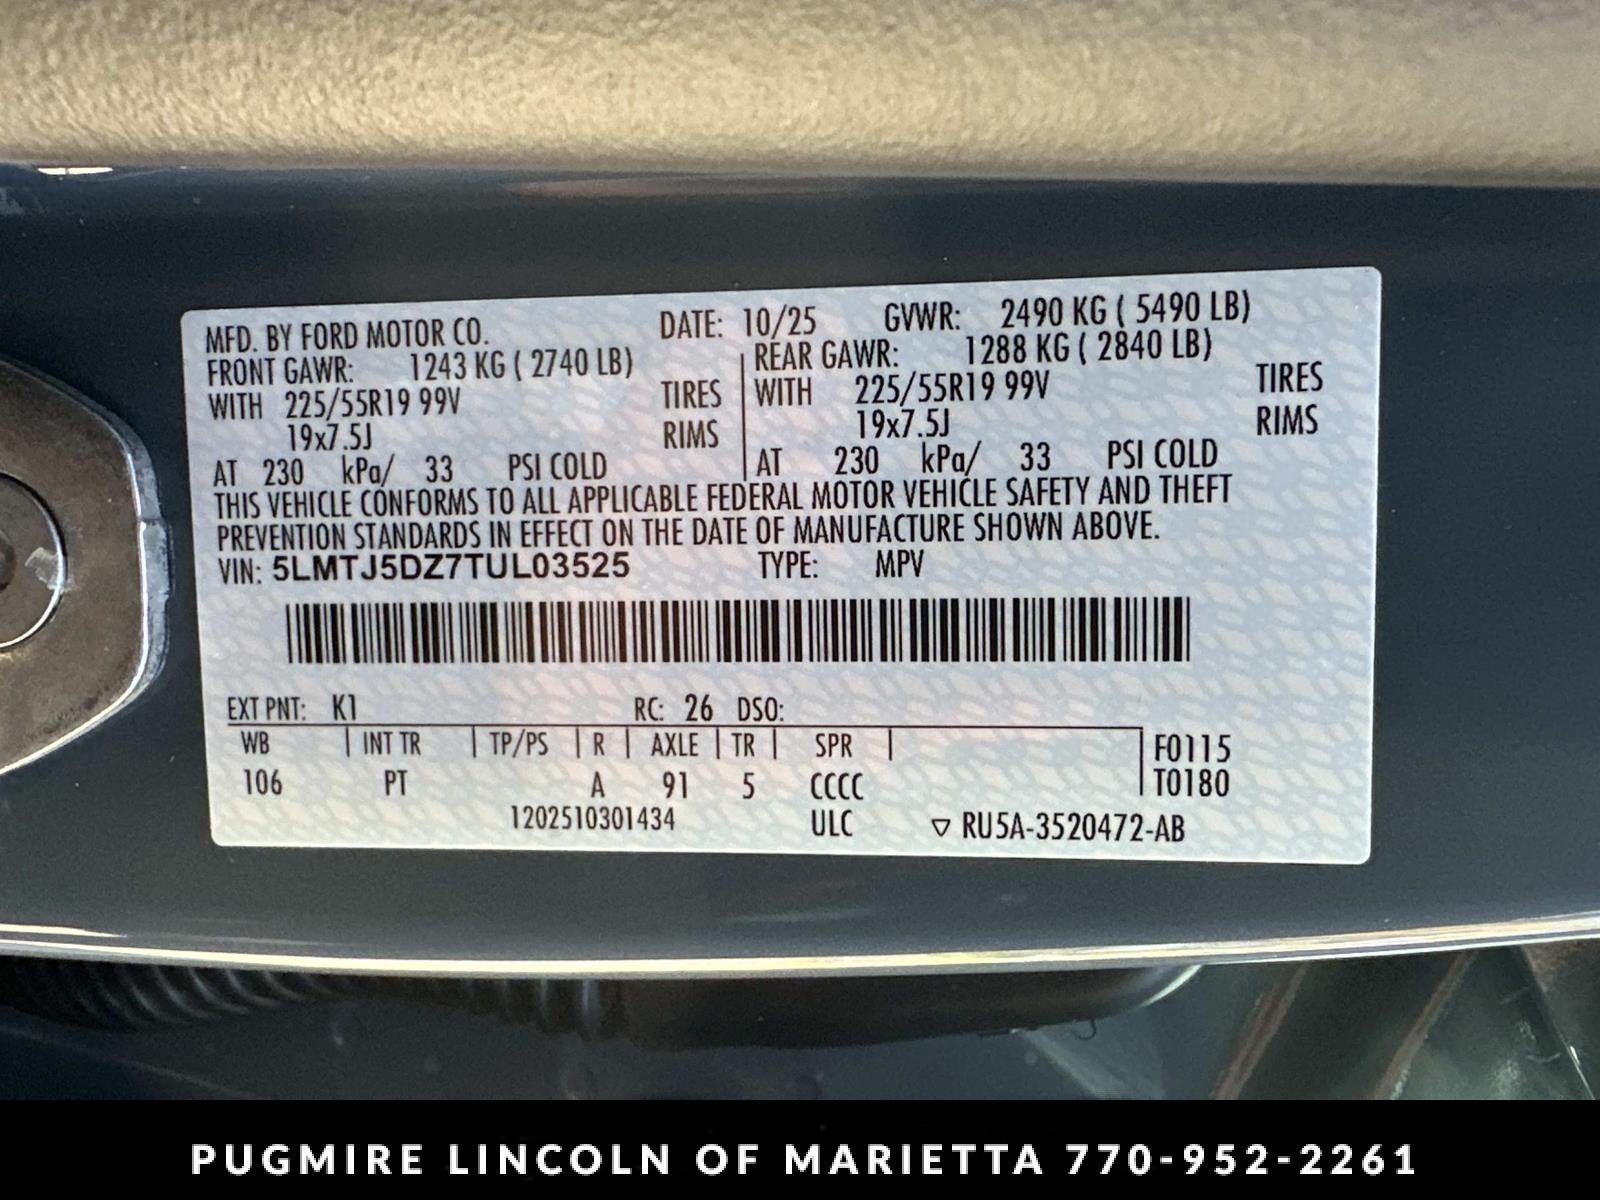 MFD. BY FORD MOTOR CO. DATE: 10/25 GVWR: 2490 KG ( 5490 LB)
FRONT GAWR: 1243 KG ( 2740 LB) REAR GAWR: 1288 KG ( 2840 LB)
WITH 225/55R19 99V TIRES WITH 225/55R19 99V TIRES
19x7.5J RIMS 19x7.5J RIMS
AT 230 kPa/ 33 PSI COLD AT 230 kPa/ 33 PSI COLD
THIS VEHICLE CONFORMS TO ALL APPLICABLE FEDERAL MOTOR VEHICLE SAFETY AND THEFT
PREVENTION STANDARDS IN EFFECT ON THE DATE OF MANUFACTURE SHOWN ABOVE.
VIN: 5LMTJ5DZ7TUL03525 TYPE: MPV
EXT PNT: K1 RC: 26 DSO:
WB | INT TR | TP/PS | R | AXLE | TR | SPR | F0115
106 PT A 91 5 CCCC T0180
1202510301434 ULC ▽ RU5A-3520472-AB
PUGMIRE LINCOLN OF MARIETTA 770-952-2261